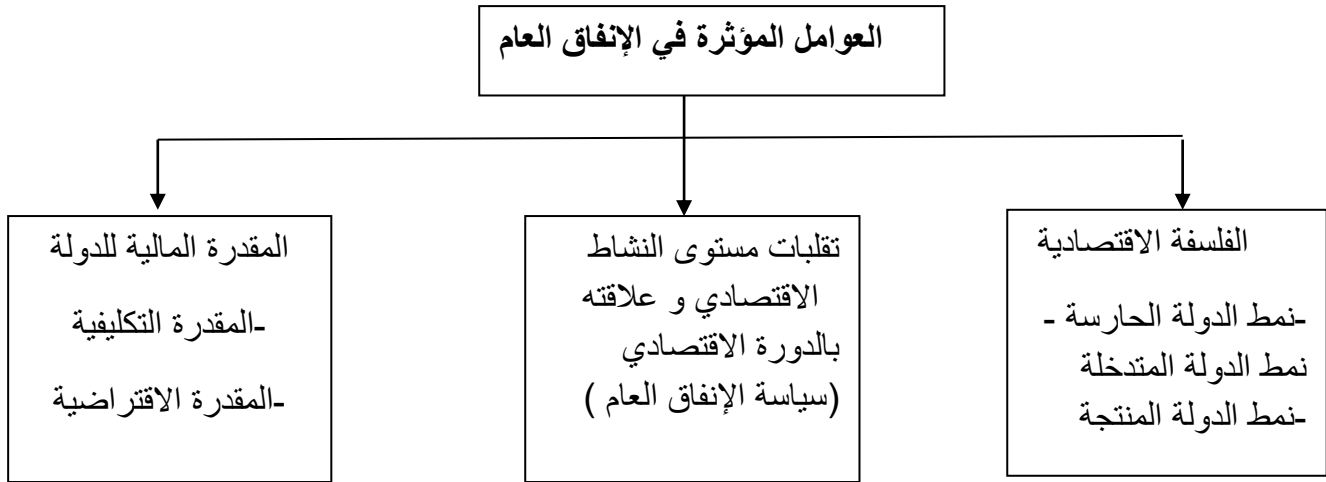 العوامل المؤثرة في الإنفاق العام
الفلسفة الاقتصادية
-نمط الدولة الحارسة -
نمط الدولة المتدخلة
-نمط الدولة المنتجة
تقلبات مستوى النشاط
الاقتصادي و علاقته
بالدورة الاقتصادي
(سياسة الإنفاق العام )
المقدرة المالية للدولة
-المقدرة التكليفية
-المقدرة الاقتراضية